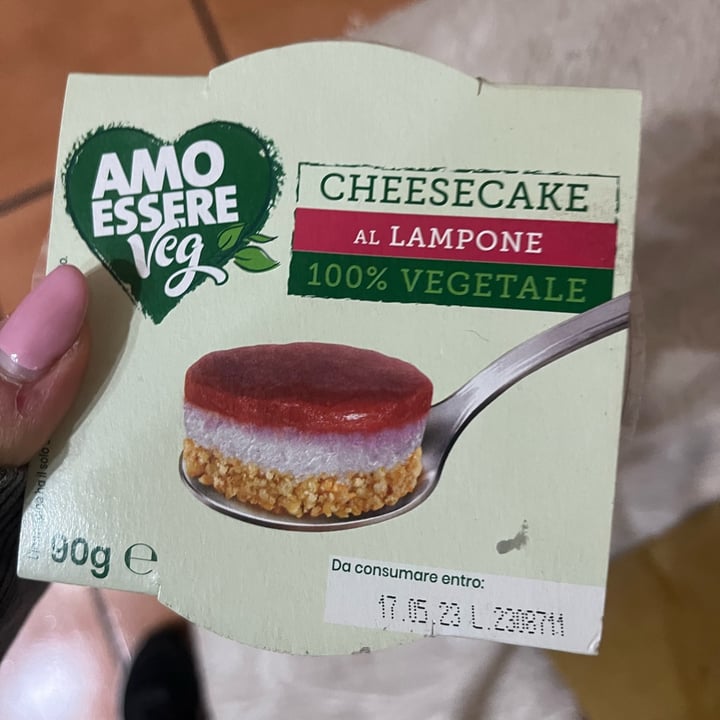 AMO
ESSERE
Veg
CHEESECAKE
AL LAMPONE
100% VEGETALE
90g e
Da consumare entro:
17.05.23 L.2308711